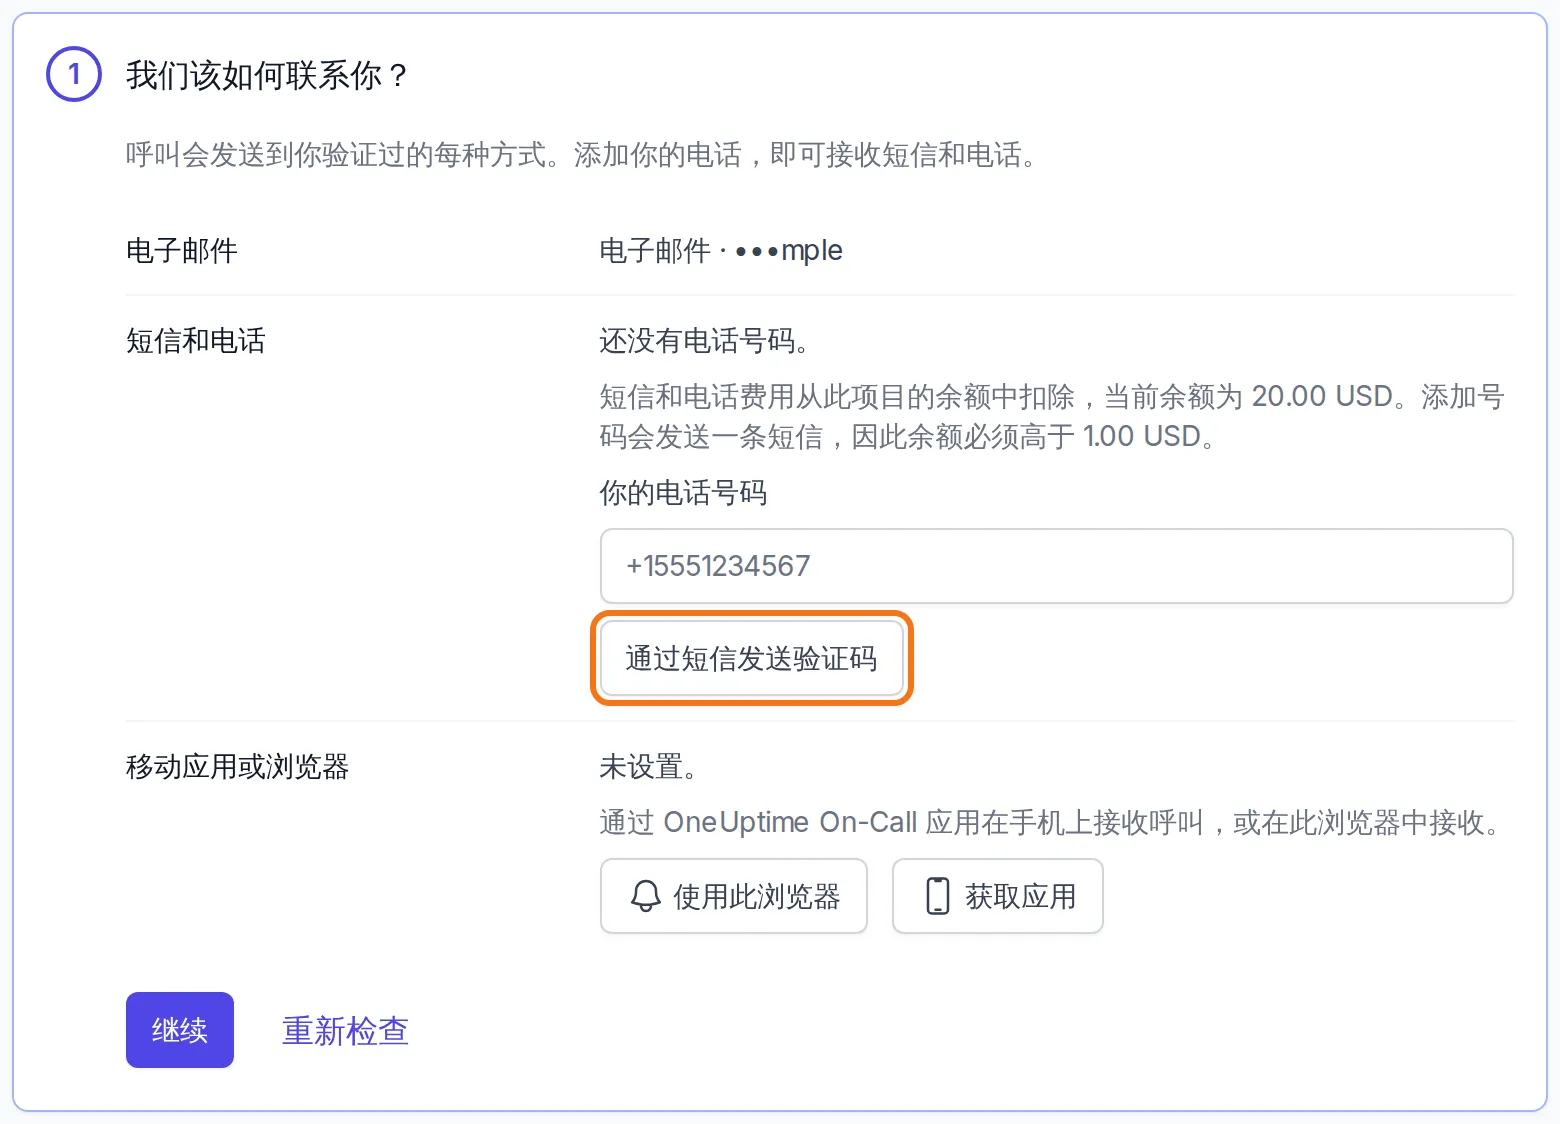 1
我们该如何联系你？
呼叫会发送到你验证过的每种方式。添加你的电话，即可接收短信和电话。
电子邮件
电子邮件 · •••mple
短信和电话
还没有电话号码。
短信和电话费用从此项目的余额中扣除，当前余额为 20.00 USD。添加号
码会发送一条短信，因此余额必须高于 1.00 USD。
你的电话号码
+15551234567
通过短信发送验证码
移动应用或浏览器
未设置。
通过 OneUptime On-Call 应用在手机上接收呼叫，或在此浏览器中接收。
使用此浏览器
获取应用
继续
重新检查